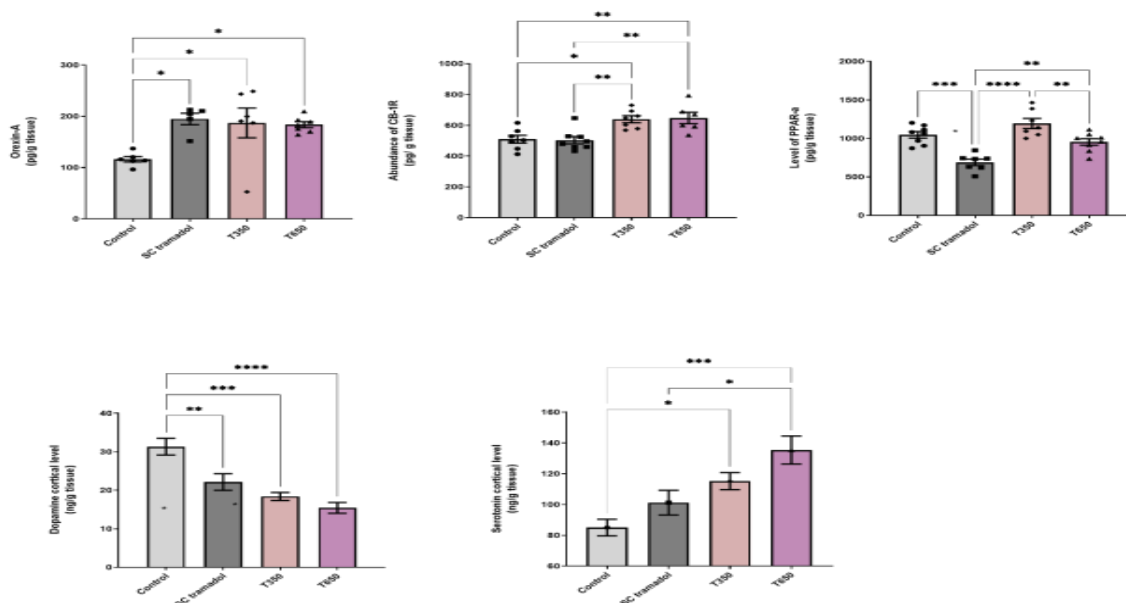 *
*
*
300
200
100
0
Orexin-A
(pg/g tissue)
Control
SC tramadol
T350
T650
**
**
*
**
1000
800
600
400
200
0
Abundance of CB-1R
(pg/ g tissue)
Control
SC tramadol
T350
T650
**
*** **** **
2000
1500
1000
500
0
Level of PPAR-a
(pg/g tissue)
Control
SC tramadol
T350
T650
****
***
**
40
30
20
10
0
Dopamine cortical level
(ng/g tissue)
Control
SC tramadol
T350
T650
***
*
*
160
140
120
100
80
60
Serotonin cortical level
(ng/g tissue)
Control
SC tramadol
T350
T650